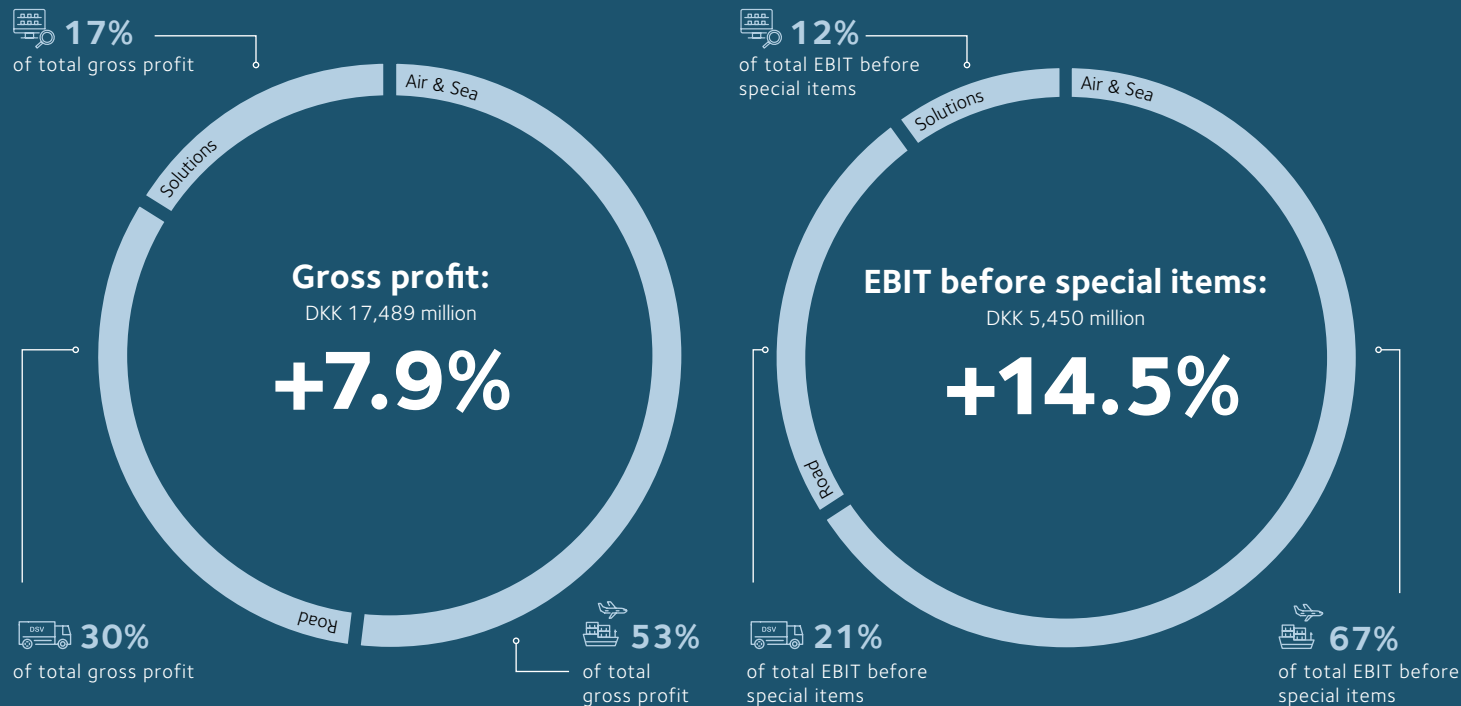 17%
of total gross profit
Air & Sea
Solutions
Gross profit:
DKK 17,489 million
+7.9%
Road
DSV
30%
of total gross profit
53%
of total
gross profit
12%
of total EBIT before
special items
Air & Sea
Solutions
EBIT before special items:
DKK 5,450 million
+14.5%
Road
DSV
21%
of total EBIT before
special items
67%
of total EBIT before
special items